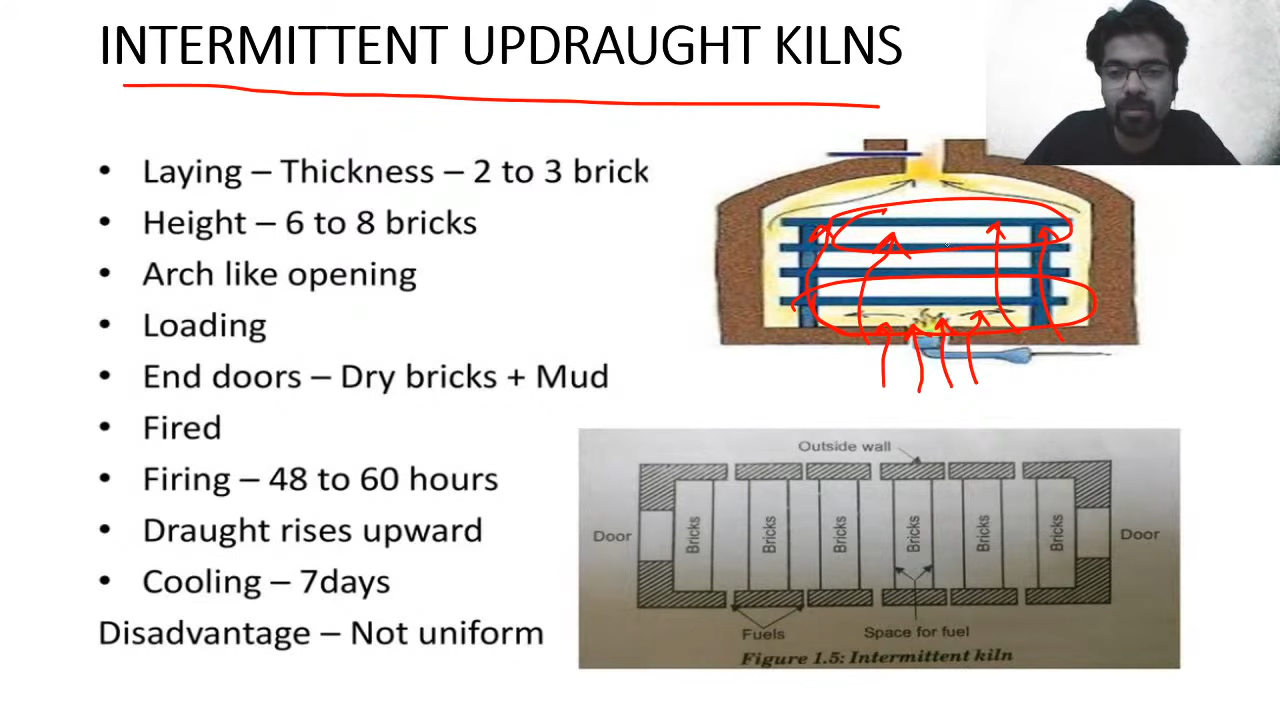 INTERMITTENT UPDRAUGHT KILNS
• Laying – Thickness – 2 to 3 brick
• Height – 6 to 8 bricks
• Arch like opening
• Loading
• End doors – Dry bricks + Mud
• Fired
• Firing – 48 to 60 hours
• Draught rises upward
• Cooling – 7days
Disadvantage – Not uniform
Outside wall
Door
Bricks
Bricks
Bricks
Bricks
Bricks
Bricks
Door
Fuels
Space for fuel
Figure 1.5: Intermittent kiln